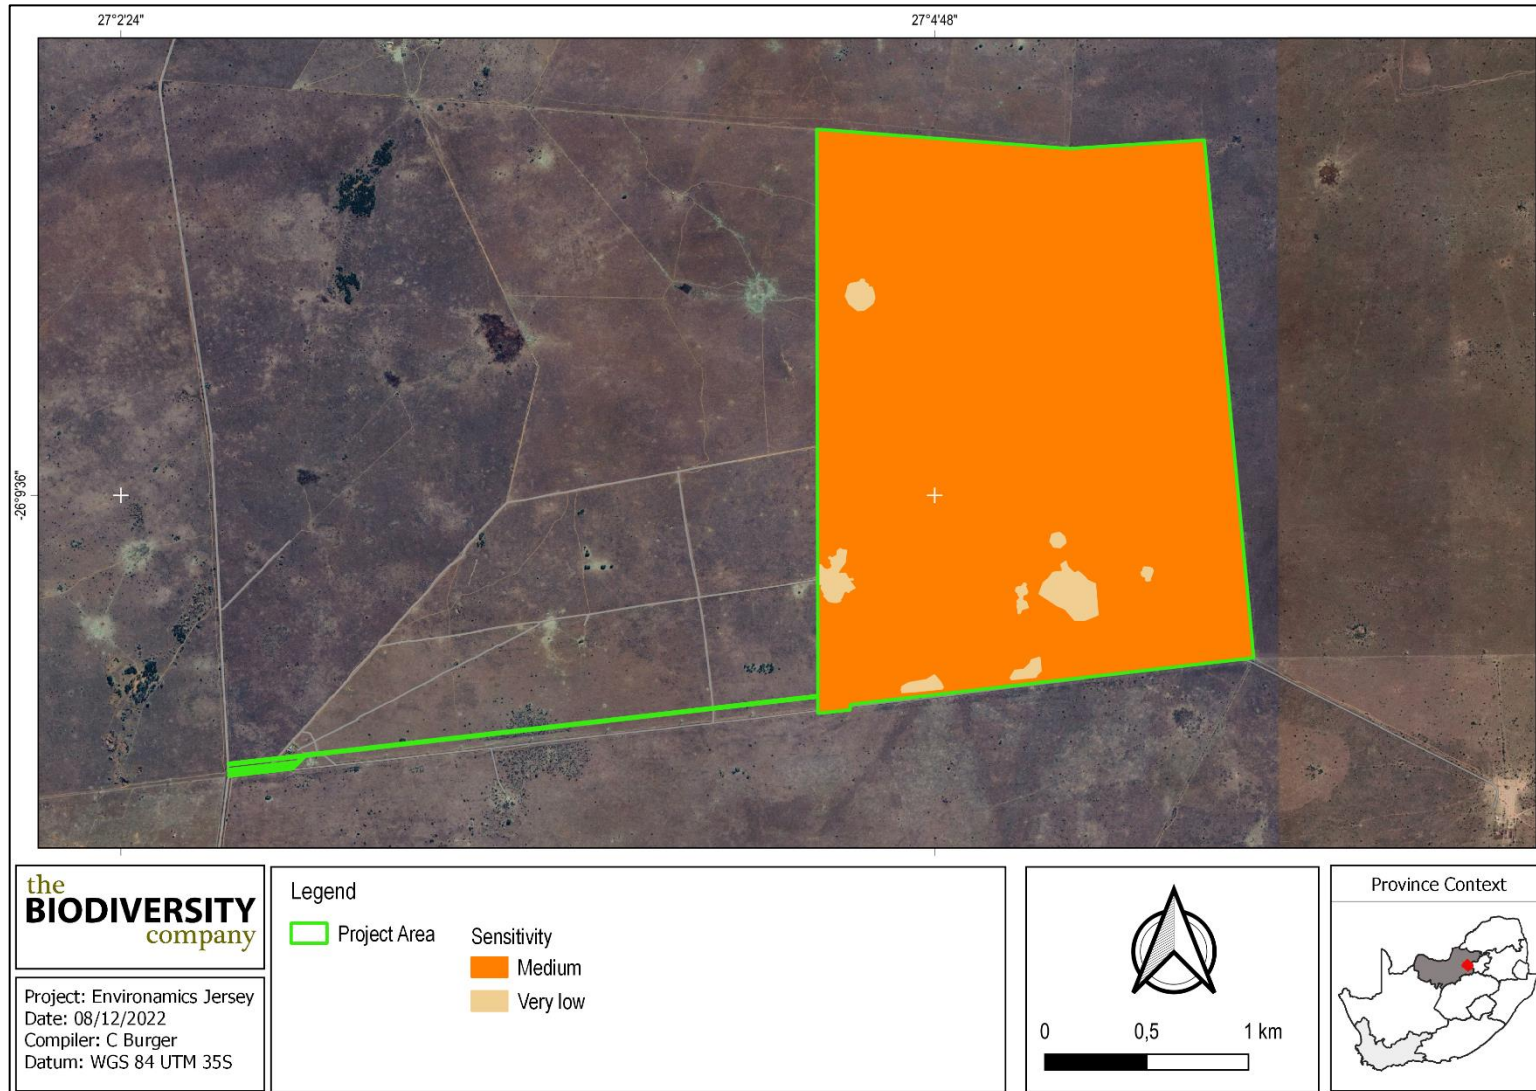 27°2'24"
27°4'48"
-26°9'36"
the
BIODIVERSITY
company
Project: Environamics Jersey
Date: 08/12/2022
Compiler: C Burger
Datum: WGS 84 UTM 35S
Legend
Project Area
Sensitivity
Medium
Very low
0 0,5 1 km
Province Context